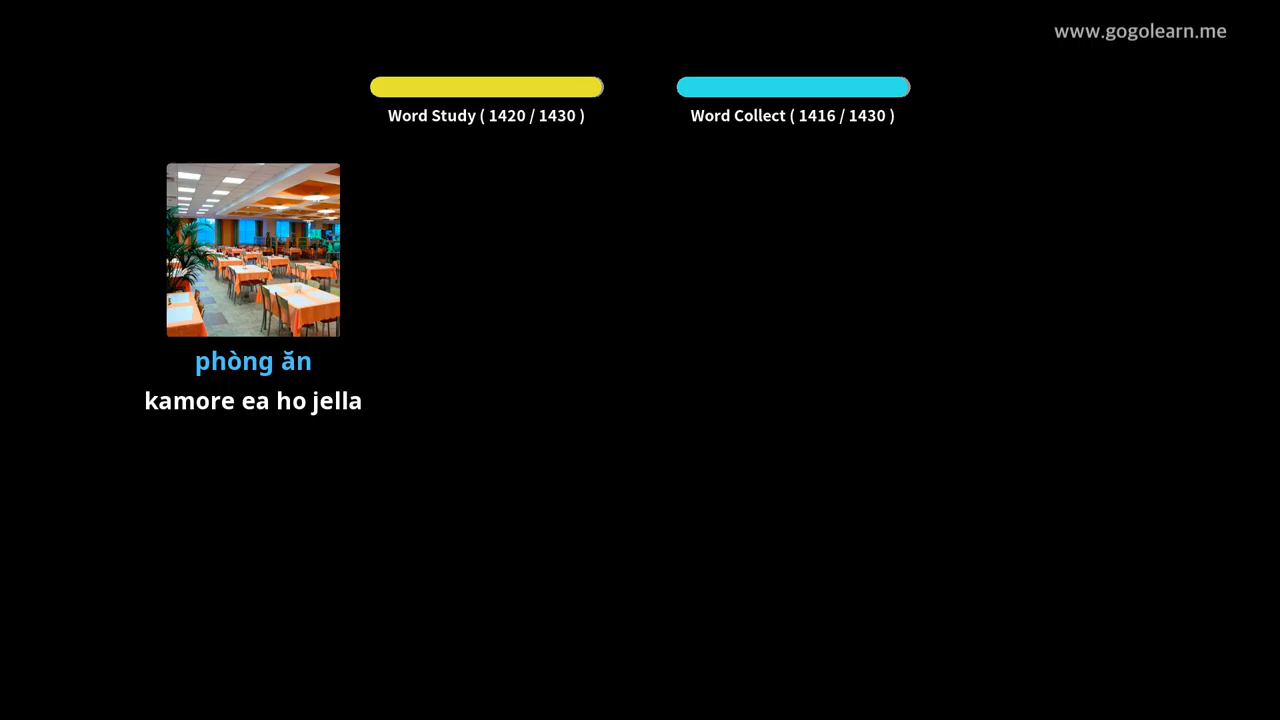 www.gogolearn.me
Word Study ( 1420 / 1430 )
Word Collect ( 1416 / 1430 )
phòng ăn
kamore ea ho jella